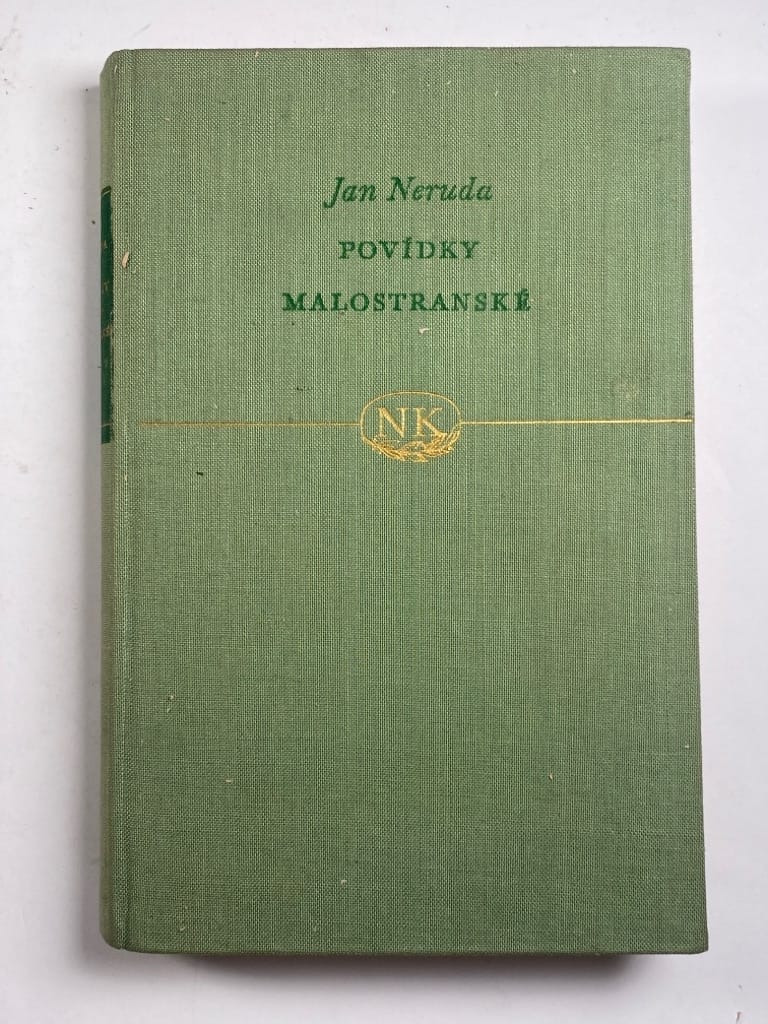 Jan Neruda
POVÍDKY
MALOSTRANSKÉ
NK